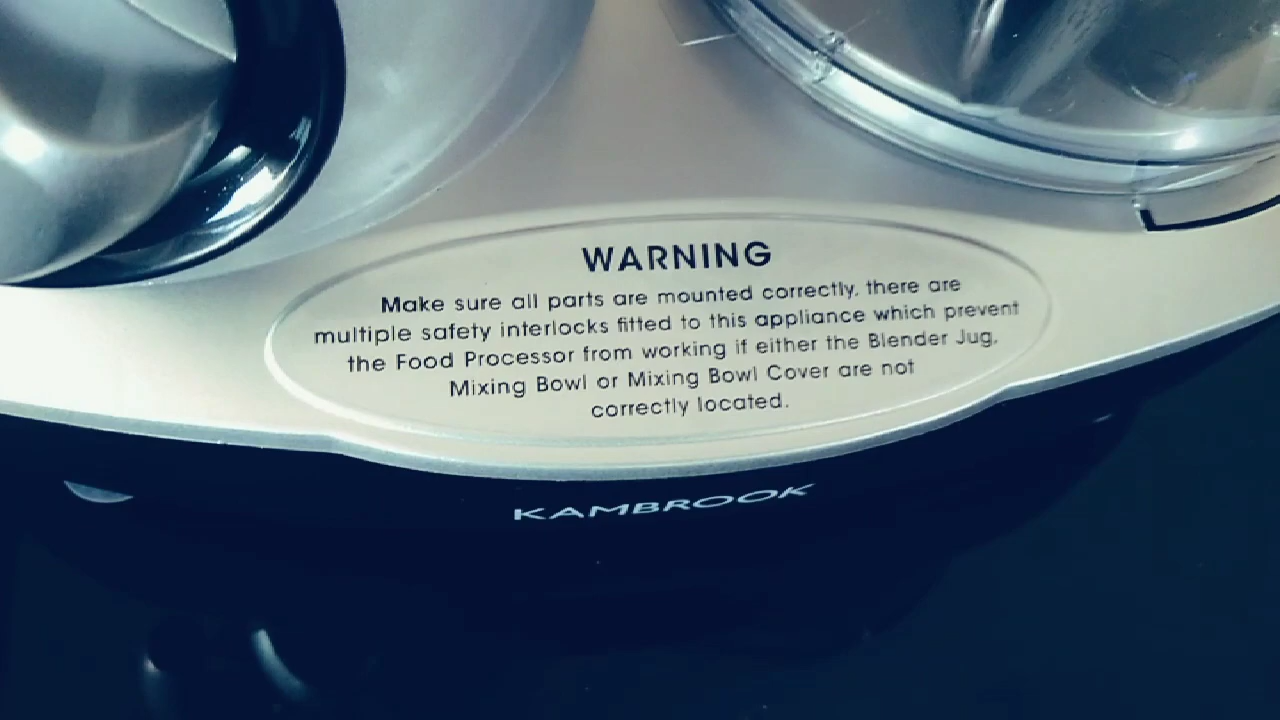 WARNING
Make sure all parts are mounted correctly, there are
multiple safety interlocks fitted to this appliance which prevent
the Food Processor from working if either the Blender Jug,
Mixing Bowl or Mixing Bowl Cover are not
correctly located.
KAMBROOK